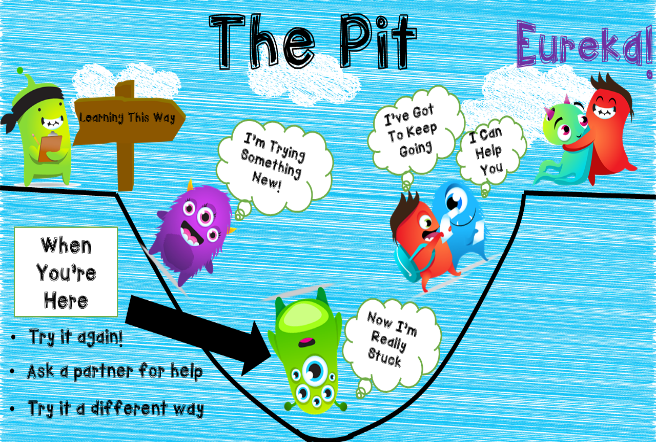 The Pit
Eureka!
Learning This Way
I'm Trying
Something
New!
I've Got
To Keep
Going
I Can
Help
You
When
You're
Here
Now I'm
Really
Stuck
• Try it again!
• Ask a partner for help
• Try it a different way